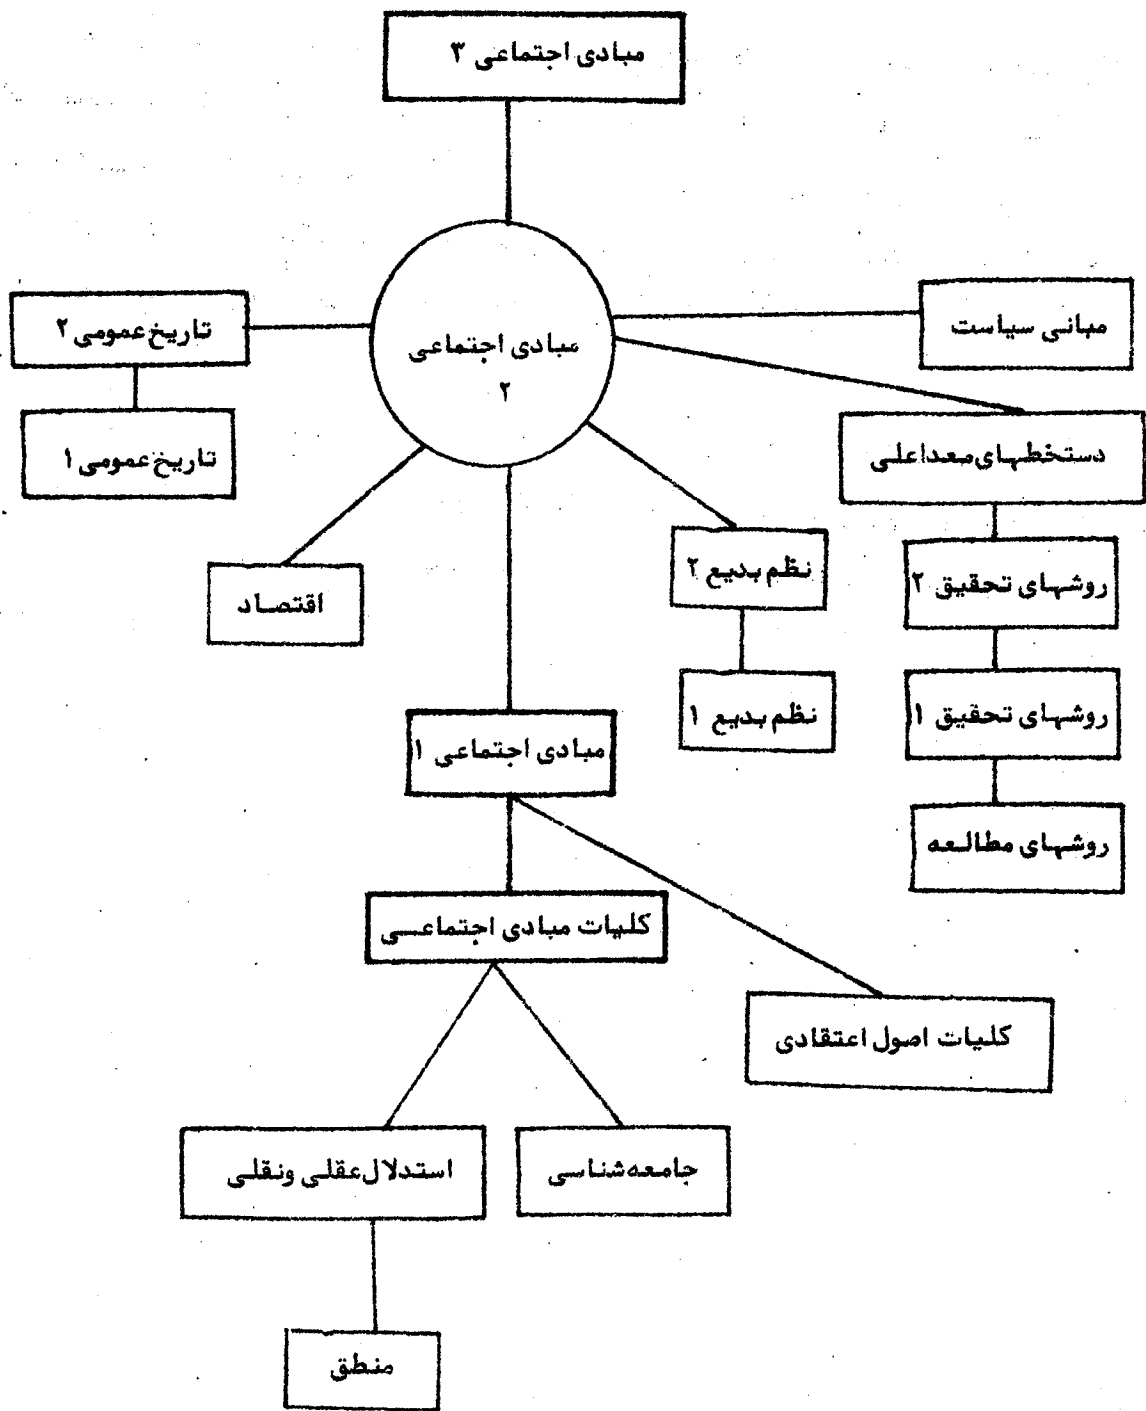 مبادی اجتماعی ۳
مبادی اجتماعی
۲
مبانی سیاست
تاریخ عمومی ۲
دستخطهای معداعلی
تاریخ عمومی ۱
نظم بدیع ۲
روشهای تحقیق ۲
اقتصاد
نظم بدیع ۱
روشهای تحقیق ۱
مبادی اجتماعی ۱
روشهای مطالعه
کلیات مبادی اجتماعی
کلیات اصول اعتقادی
جامعه شناسی
استدلال عقلی ونقلی
منطق